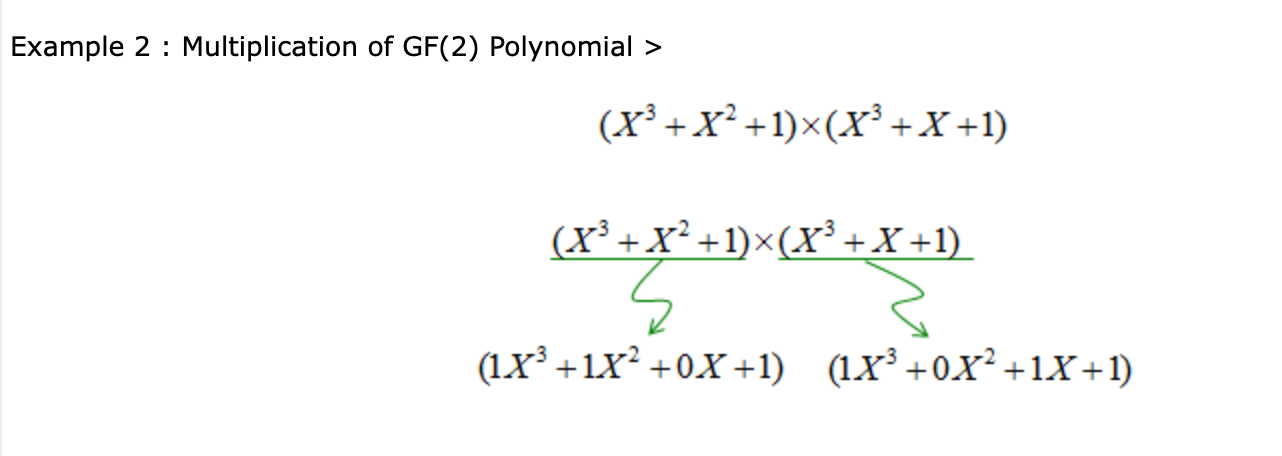 Example 2 : Multiplication of GF(2) Polynomial >
(X³ + X² + 1)×(X³ + X + 1)
(X³ + X² + 1)×(X³ + X + 1)
(1X³ + 1X² + 0X + 1) (1X³ + 0X² + 1X + 1)